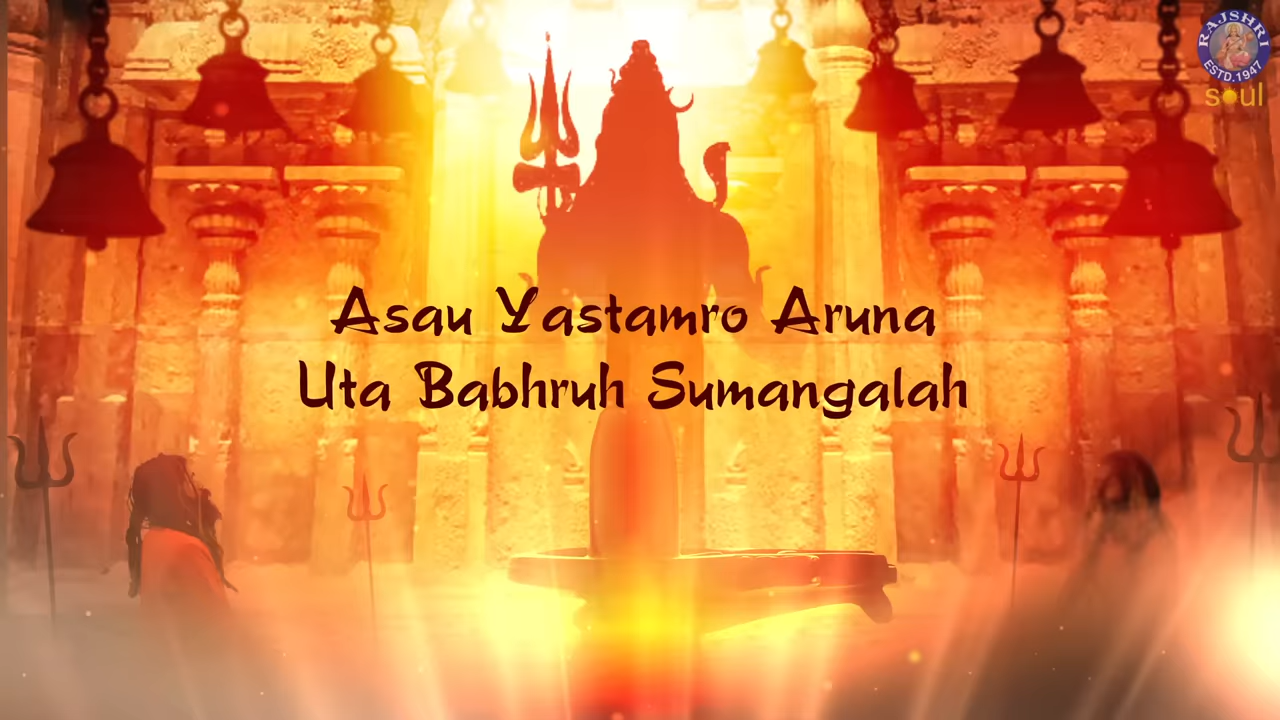 Asau Yastamro Aruna
Uta Babhruh Sumangalah
RAJSHRI
ESTD.1947
soul